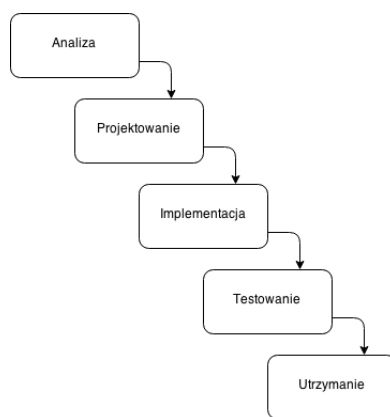 Analiza
Projektowanie
Implementacja
Testowanie
Utrzymanie